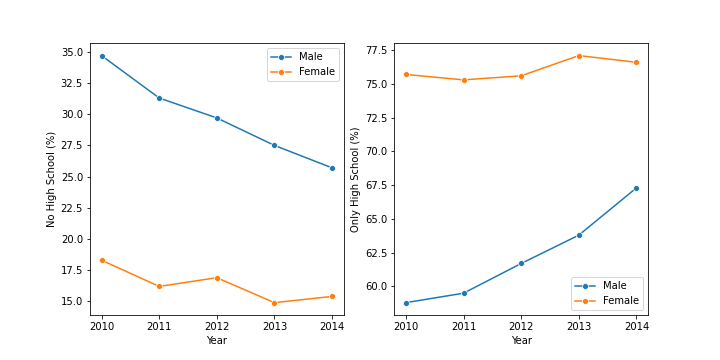 No High School (%)
35.0
32.5
30.0
27.5
25.0
22.5
20.0
17.5
15.0
Male
Female
2010 2011 2012 2013 2014
Year
Only High School (%)
77.5
75.0
72.5
70.0
67.5
65.0
62.5
60.0
Male
Female
2010 2011 2012 2013 2014
Year